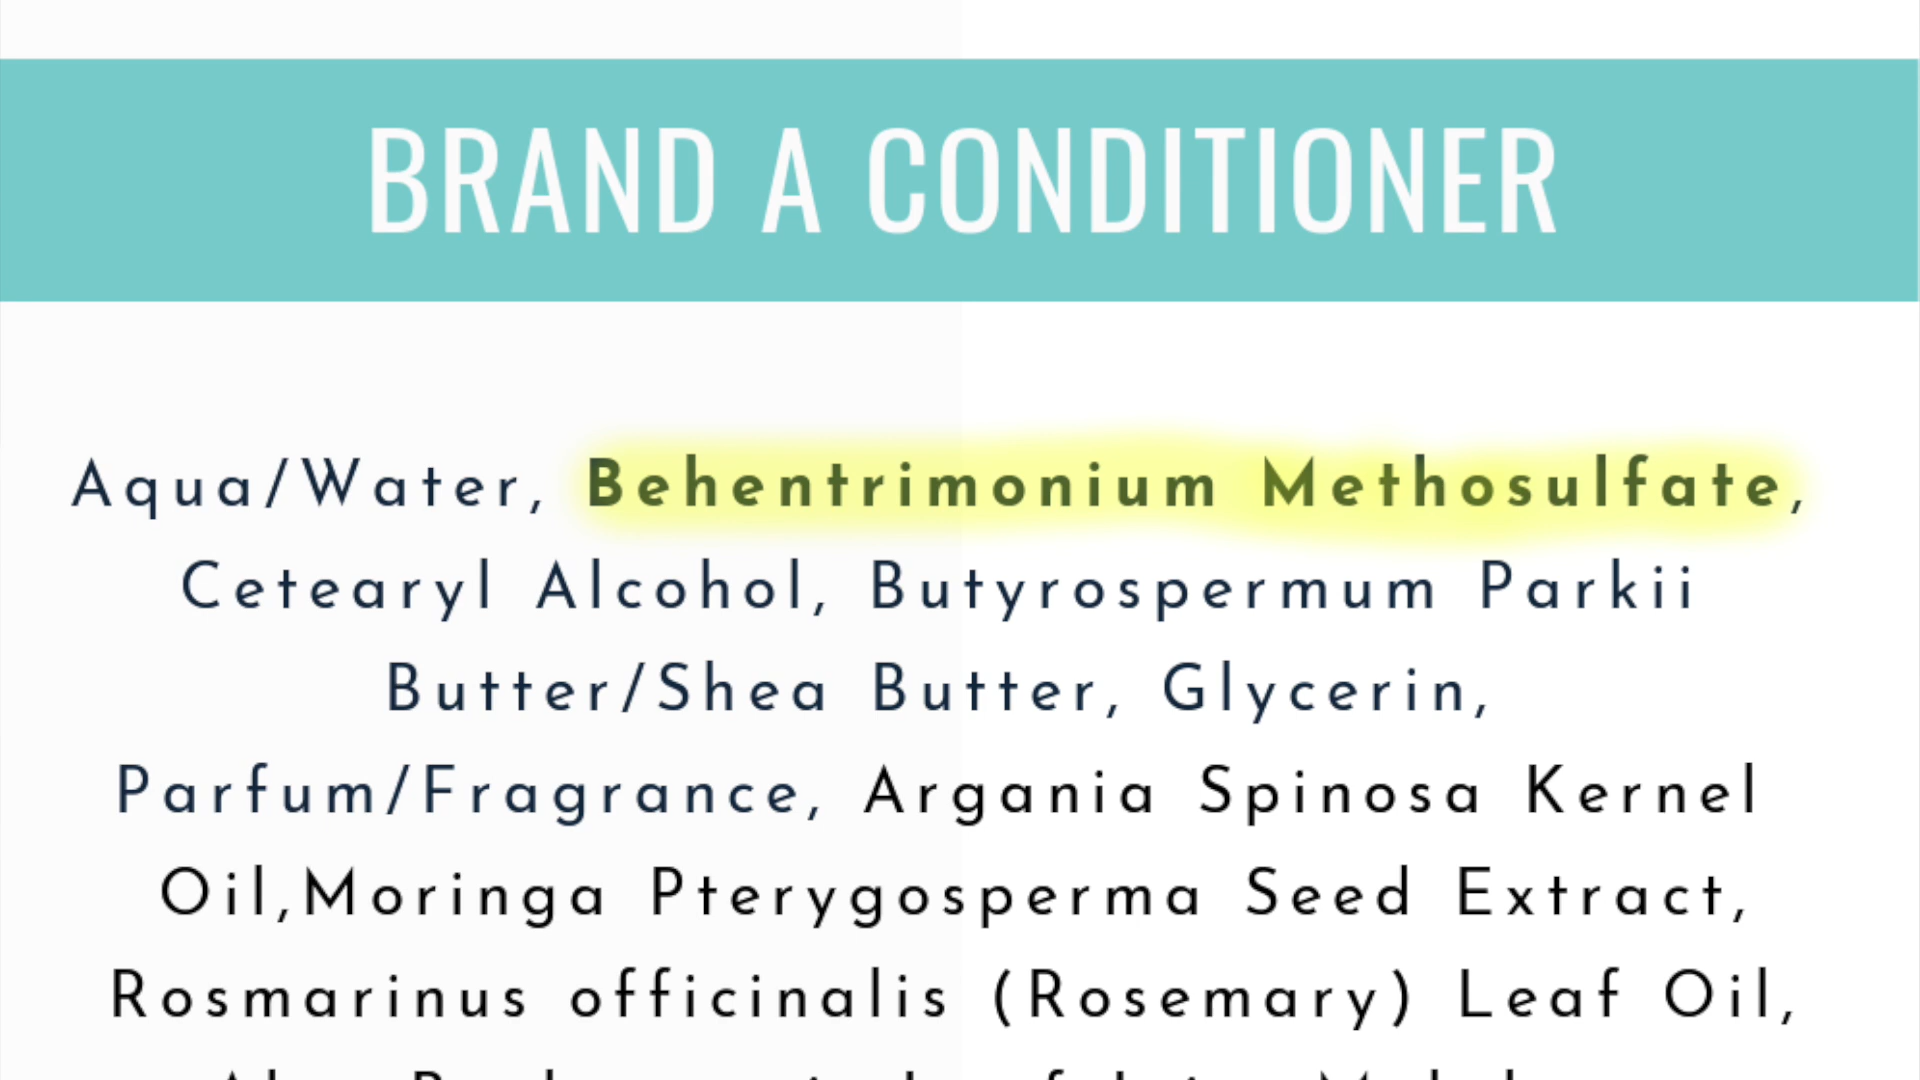 BRAND A CONDITIONER
Aqua/Water, Behentrimonium Methosulfate,
Cetearyl Alcohol, Butyrospermum Parkii
Butter/Shea Butter, Glycerin,
Parfum/Fragrance, Argania Spinosa Kernel
Oil,Moringa Pterygosperma Seed Extract,
Rosmarinus officinalis (Rosemary) Leaf Oil,